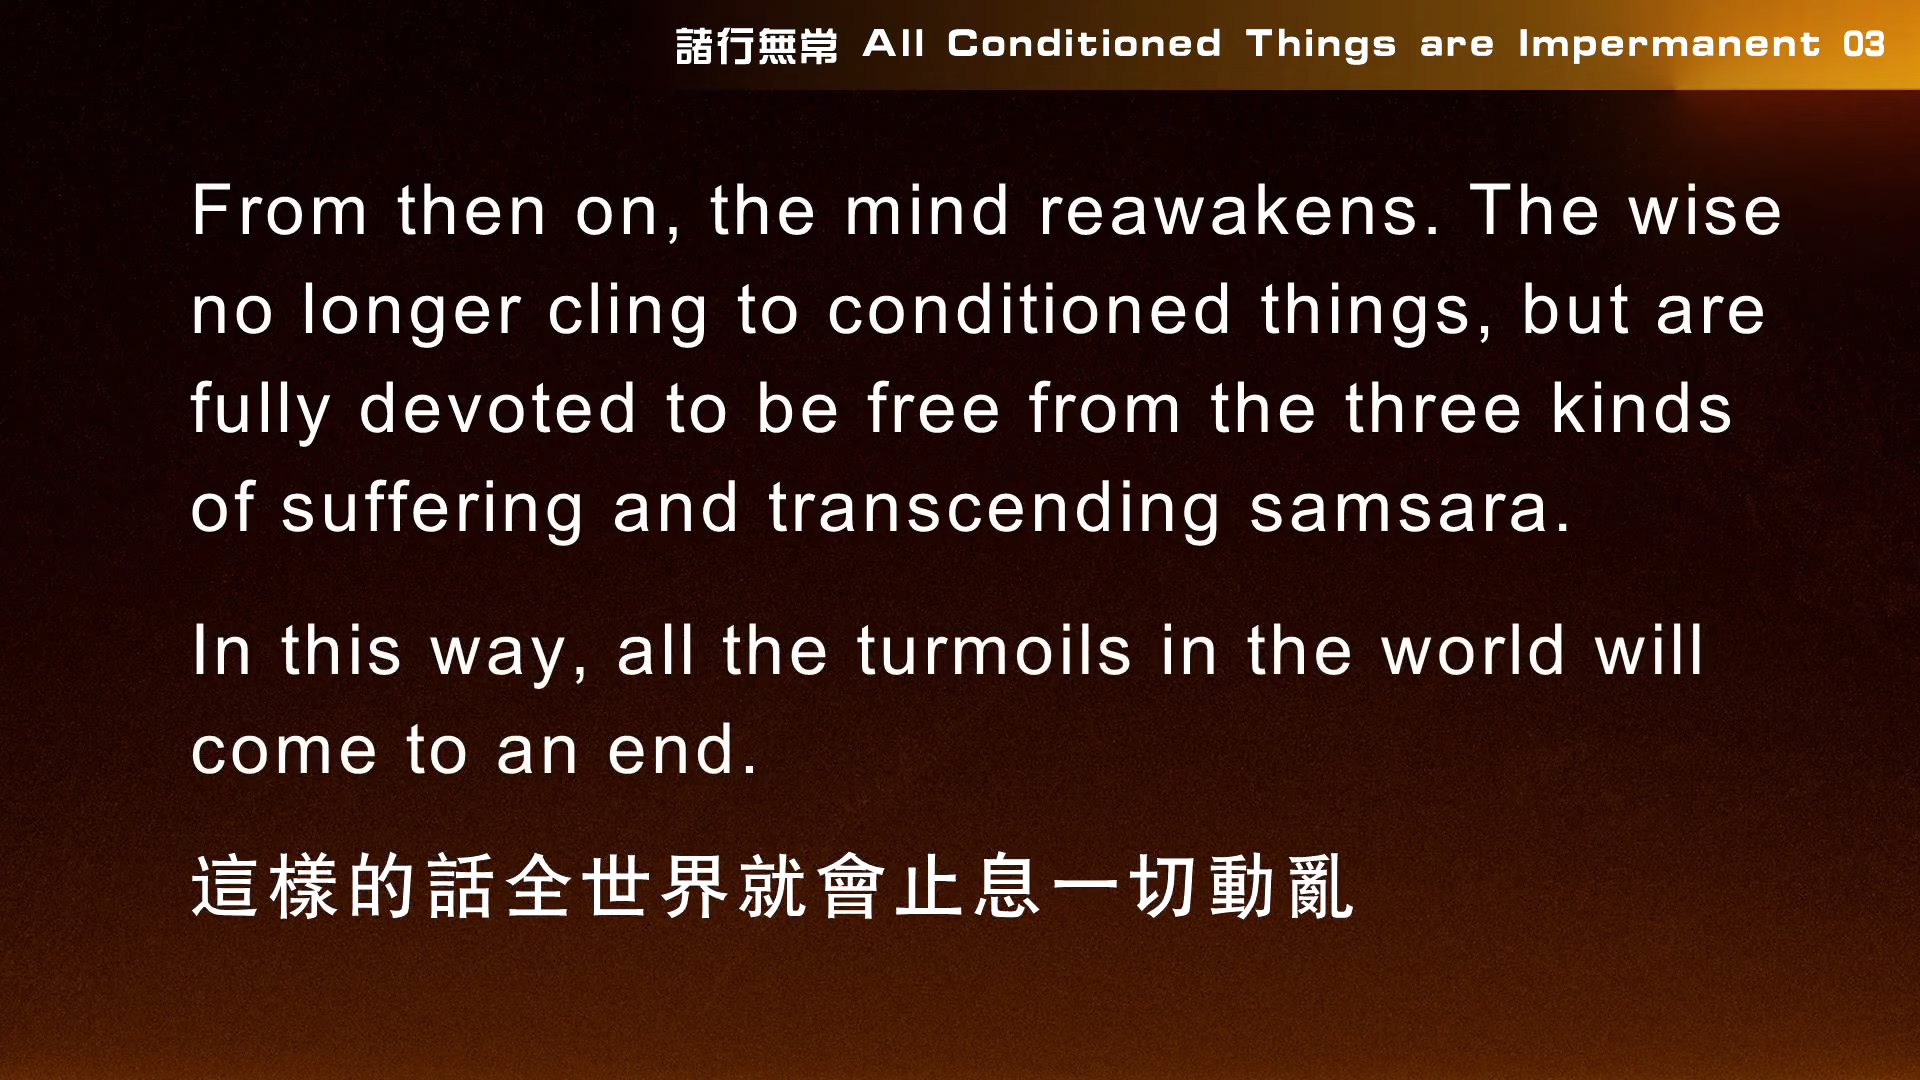 諸行無常 All Conditioned Things are Impermanent 03
From then on, the mind reawakens. The wise
no longer cling to conditioned things, but are
fully devoted to be free from the three kinds
of suffering and transcending samsara.
In this way, all the turmoils in the world will
come to an end.
這樣的話全世界就會止息一切動亂